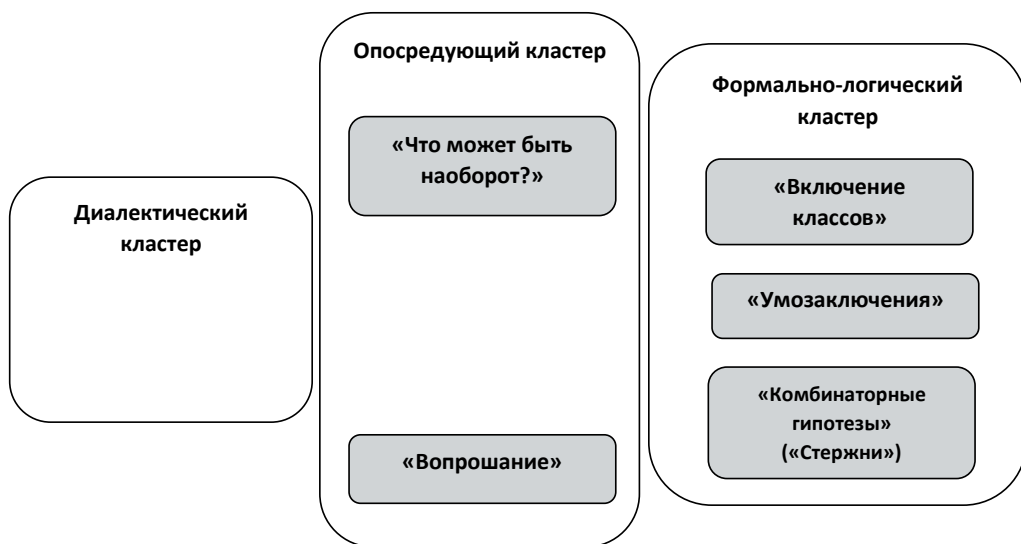 Диалектический
кластер
Опосредующий кластер
«Что может быть
наоборот?»
«Вопрошание»
Формально-логический
кластер
«Включение
классов»
«Умозаключения»
«Комбинаторные
гипотезы»
(«Стержни»)